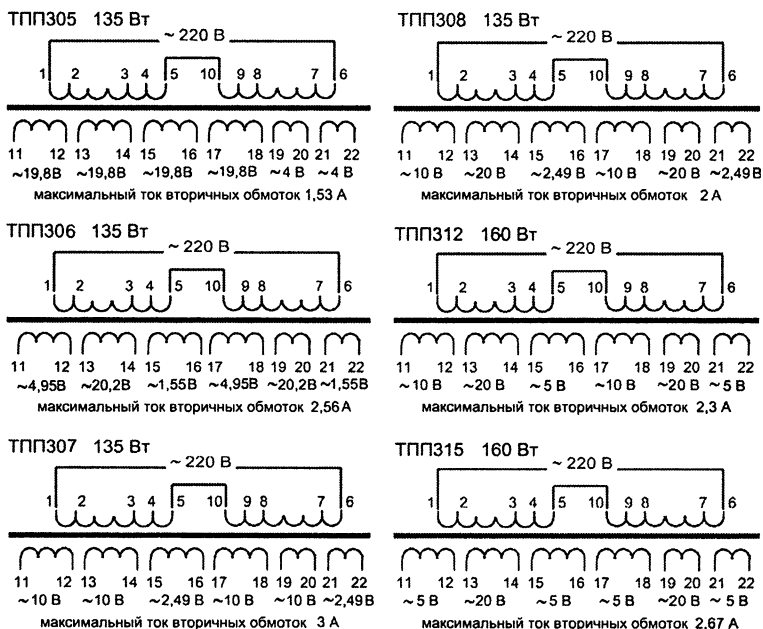 ТПП305 135 Вт
~ 220 В
1 2 3 4 5 10 9 8 7 6
11 12 13 14 15 16 17 18 19 20 21 22
~19,8В ~19,8В ~19,8В ~19,8В ~4 В ~4 В
максимальный ток вторичных обмоток 1,53 А
ТПП308 135 Вт
~ 220 В
1 2 3 4 5 10 9 8 7 6
11 12 13 14 15 16 17 18 19 20 21 22
~10 В ~20 В ~2,49 В ~10 В ~20 В ~2,49 В
максимальный ток вторичных обмоток 2 А
ТПП306 135 Вт
~ 220 В
1 2 3 4 5 10 9 8 7 6
11 12 13 14 15 16 17 18 19 20 21 22
~4,95В ~20,2В ~1,55В ~4,95В ~20,2В ~1,55В
максимальный ток вторичных обмоток 2,56 А
ТПП312 160 Вт
~ 220 В
1 2 3 4 5 10 9 8 7 6
11 12 13 14 15 16 17 18 19 20 21 22
~10 В ~20 В ~5 В ~10 В ~20 В ~5 В
максимальный ток вторичных обмоток 2,3 А
ТПП307 135 Вт
~ 220 В
1 2 3 4 5 10 9 8 7 6
11 12 13 14 15 16 17 18 19 20 21 22
~10 В ~10 В ~2,49 В ~10 В ~10 В ~2,49 В
максимальный ток вторичных обмоток 3 А
ТПП315 160 Вт
~ 220 В
1 2 3 4 5 10 9 8 7 6
11 12 13 14 15 16 17 18 19 20 21 22
~5 В ~20 В ~5 В ~5 В ~20 В ~5 В
максимальный ток вторичных обмоток 2,67 А